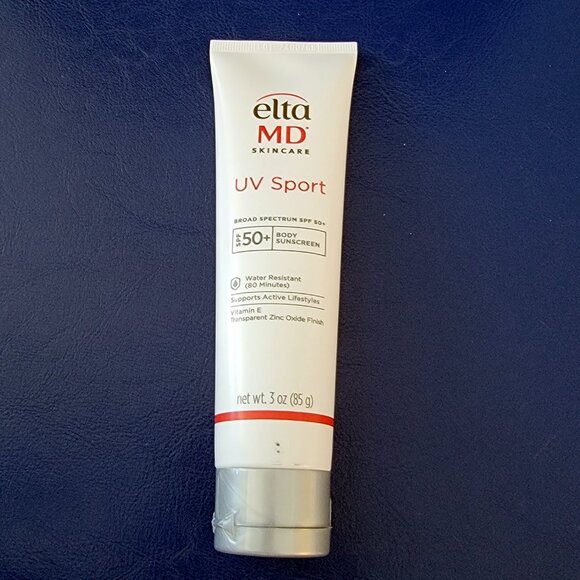 elta
MD
SKINCARE
UV Sport
BROAD SPECTRUM SPF 50+
SPF 50+ BODY
SUNSCREEN
Water Resistant
(80 Minutes)
Supports Active Lifestyles
Vitamin E
Transparent Zinc Oxide Finish
net wt. 3 oz (85 g)